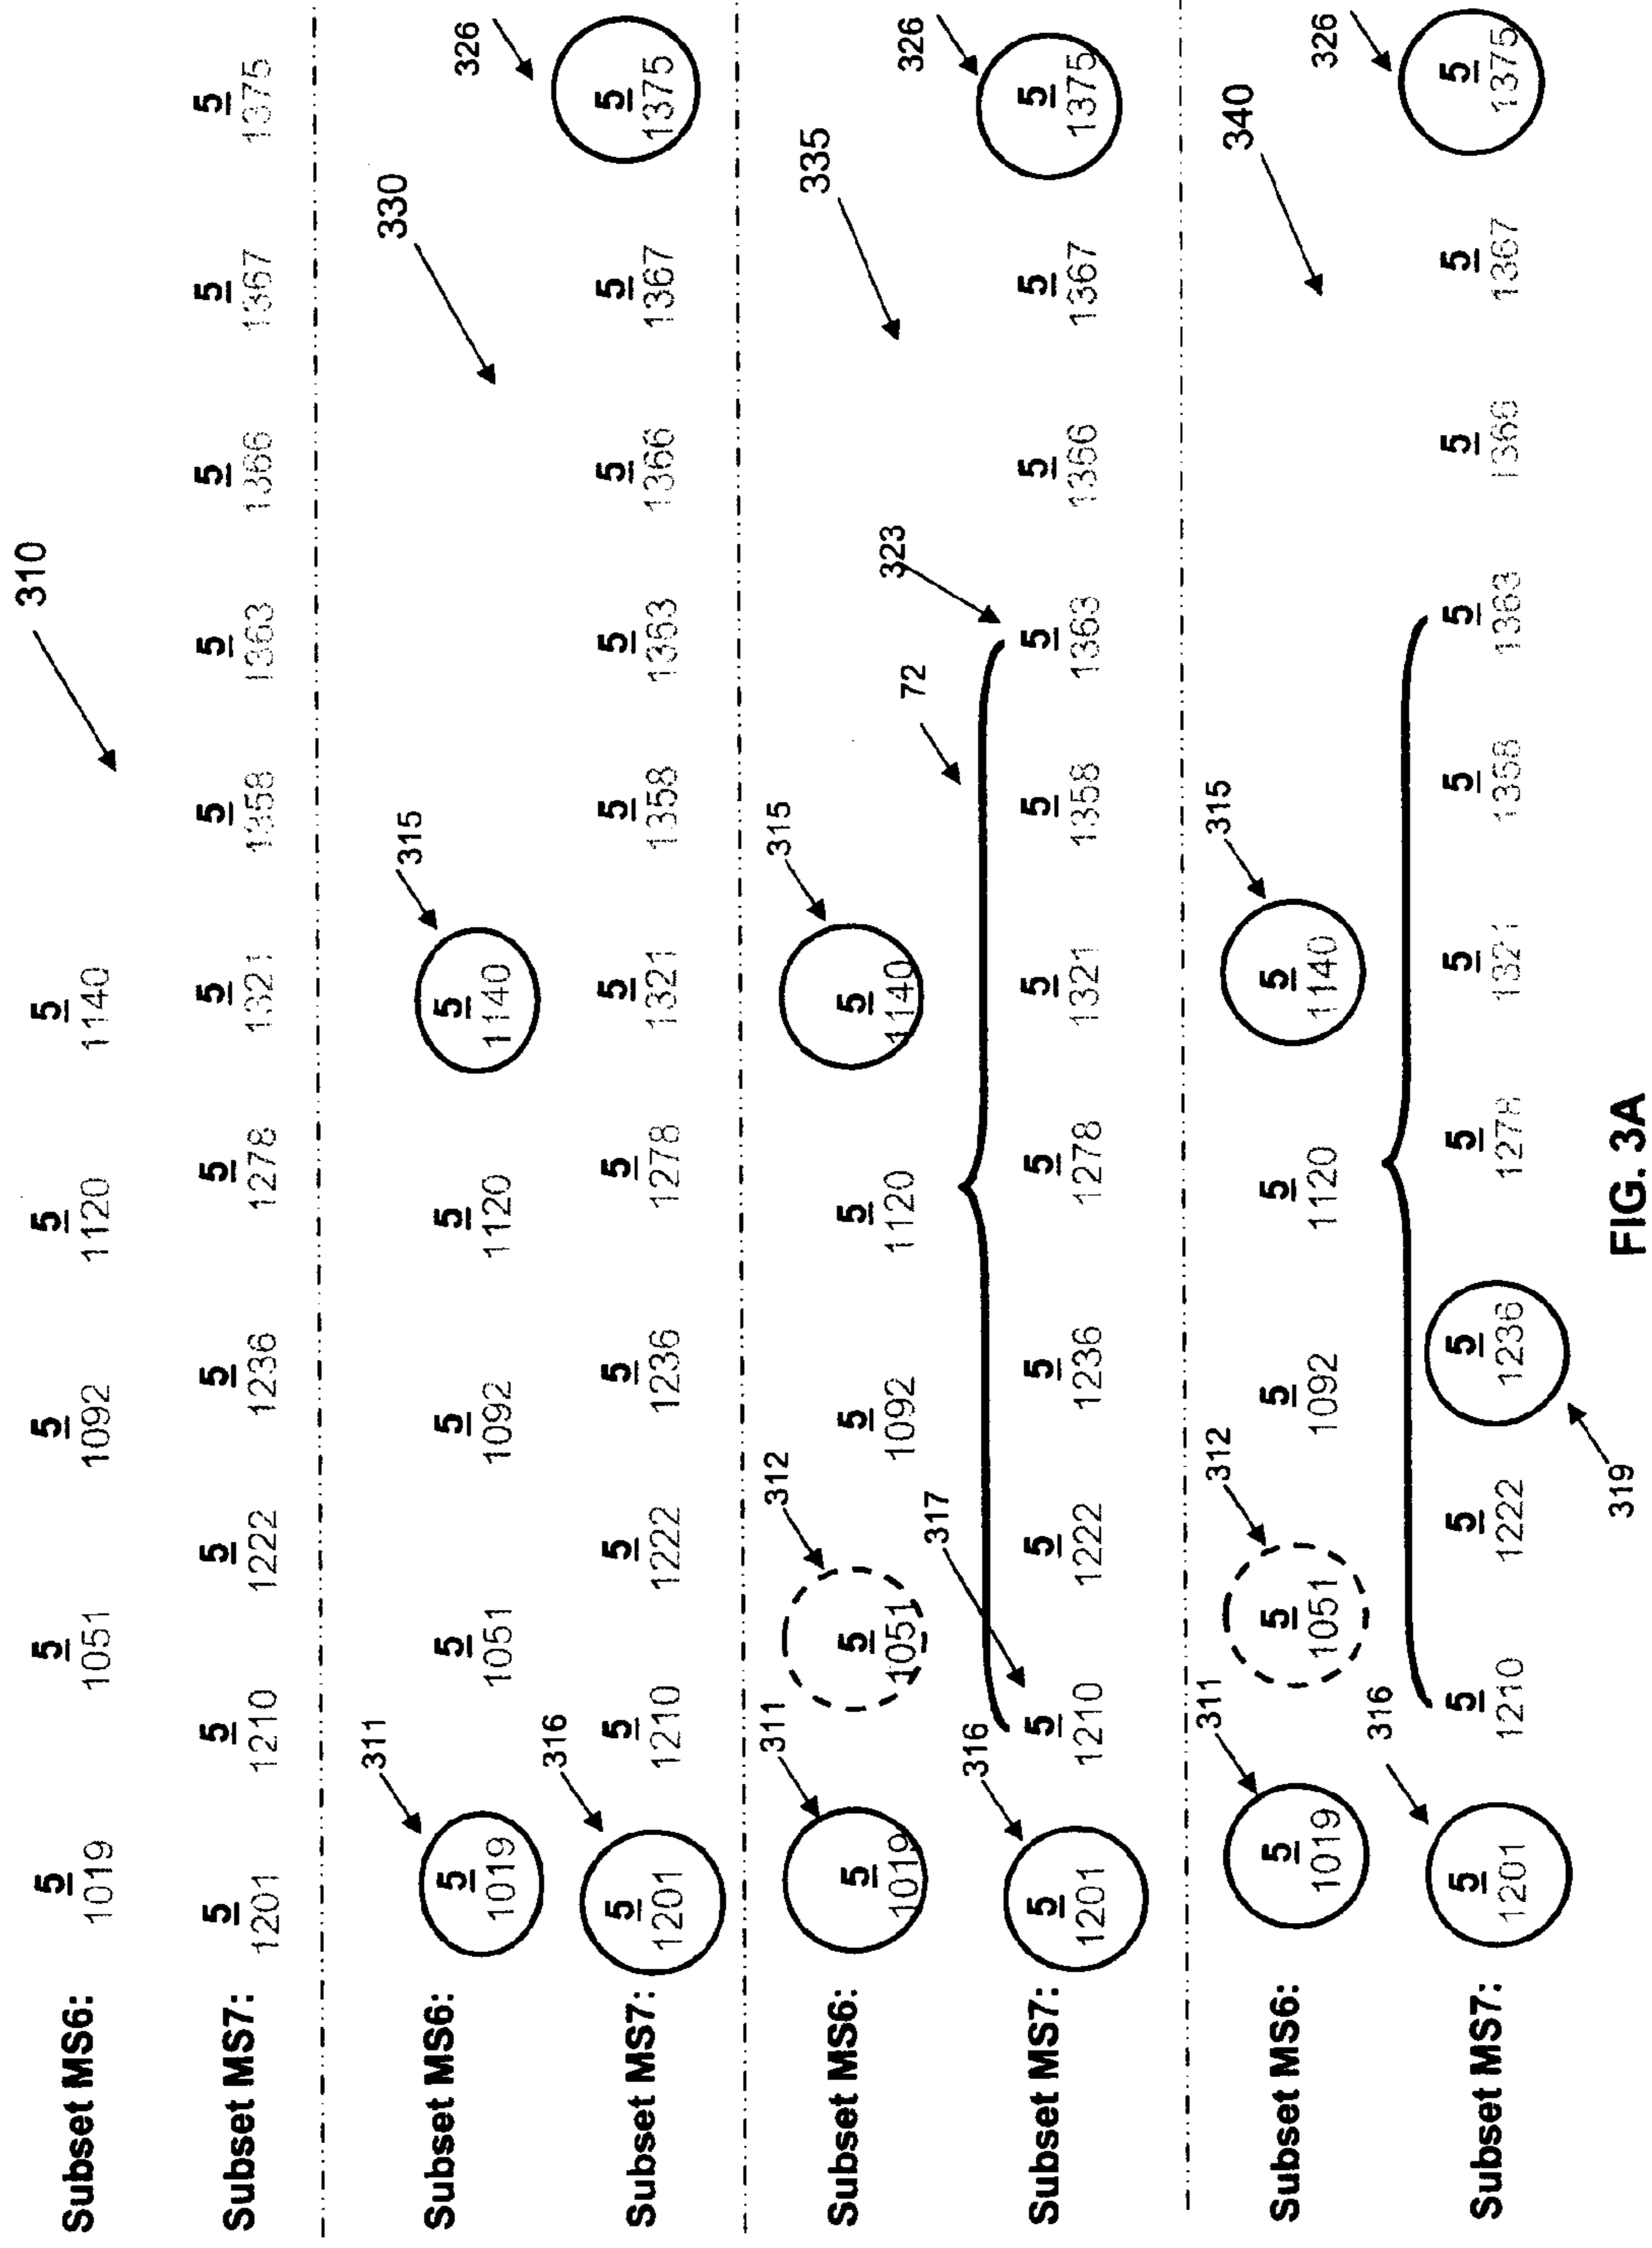 310
Subset MS6: 5 5 5 5 5
1019 1051 1092 1120 1140
Subset MS7: 5 5 5 5 5 5 5 5 5 5
1201 1210 1222 1236 1278 1321 1358 1363 1366 1375
330
311 315
Subset MS6: 5 5 5 5 5
1019 1051 1092 1120 1140
316 326
Subset MS7: 5 5 5 5 5 5 5 5 5 5 5
1201 1210 1222 1236 1278 1321 1358 1363 1366 1367 1375
335
311 312 315
Subset MS6: 5 5 5 5 5
1019 1051 1092 1120 1140
316 317 72 323 326
Subset MS7: 5 5 5 5 5 5 5 5 5 5 5
1201 1210 1222 1236 1278 1321 1358 1363 1366 1367 1375
340
311 312 315
Subset MS6: 5 5 5 5 5
1019 1051 1092 1120 1140
316 326
Subset MS7: 5 5 5 5 5 5 5 5 5 5 5
1201 1210 1222 1236 1278 1321 1358 1363 1366 1367 1375
319
FIG. 3A